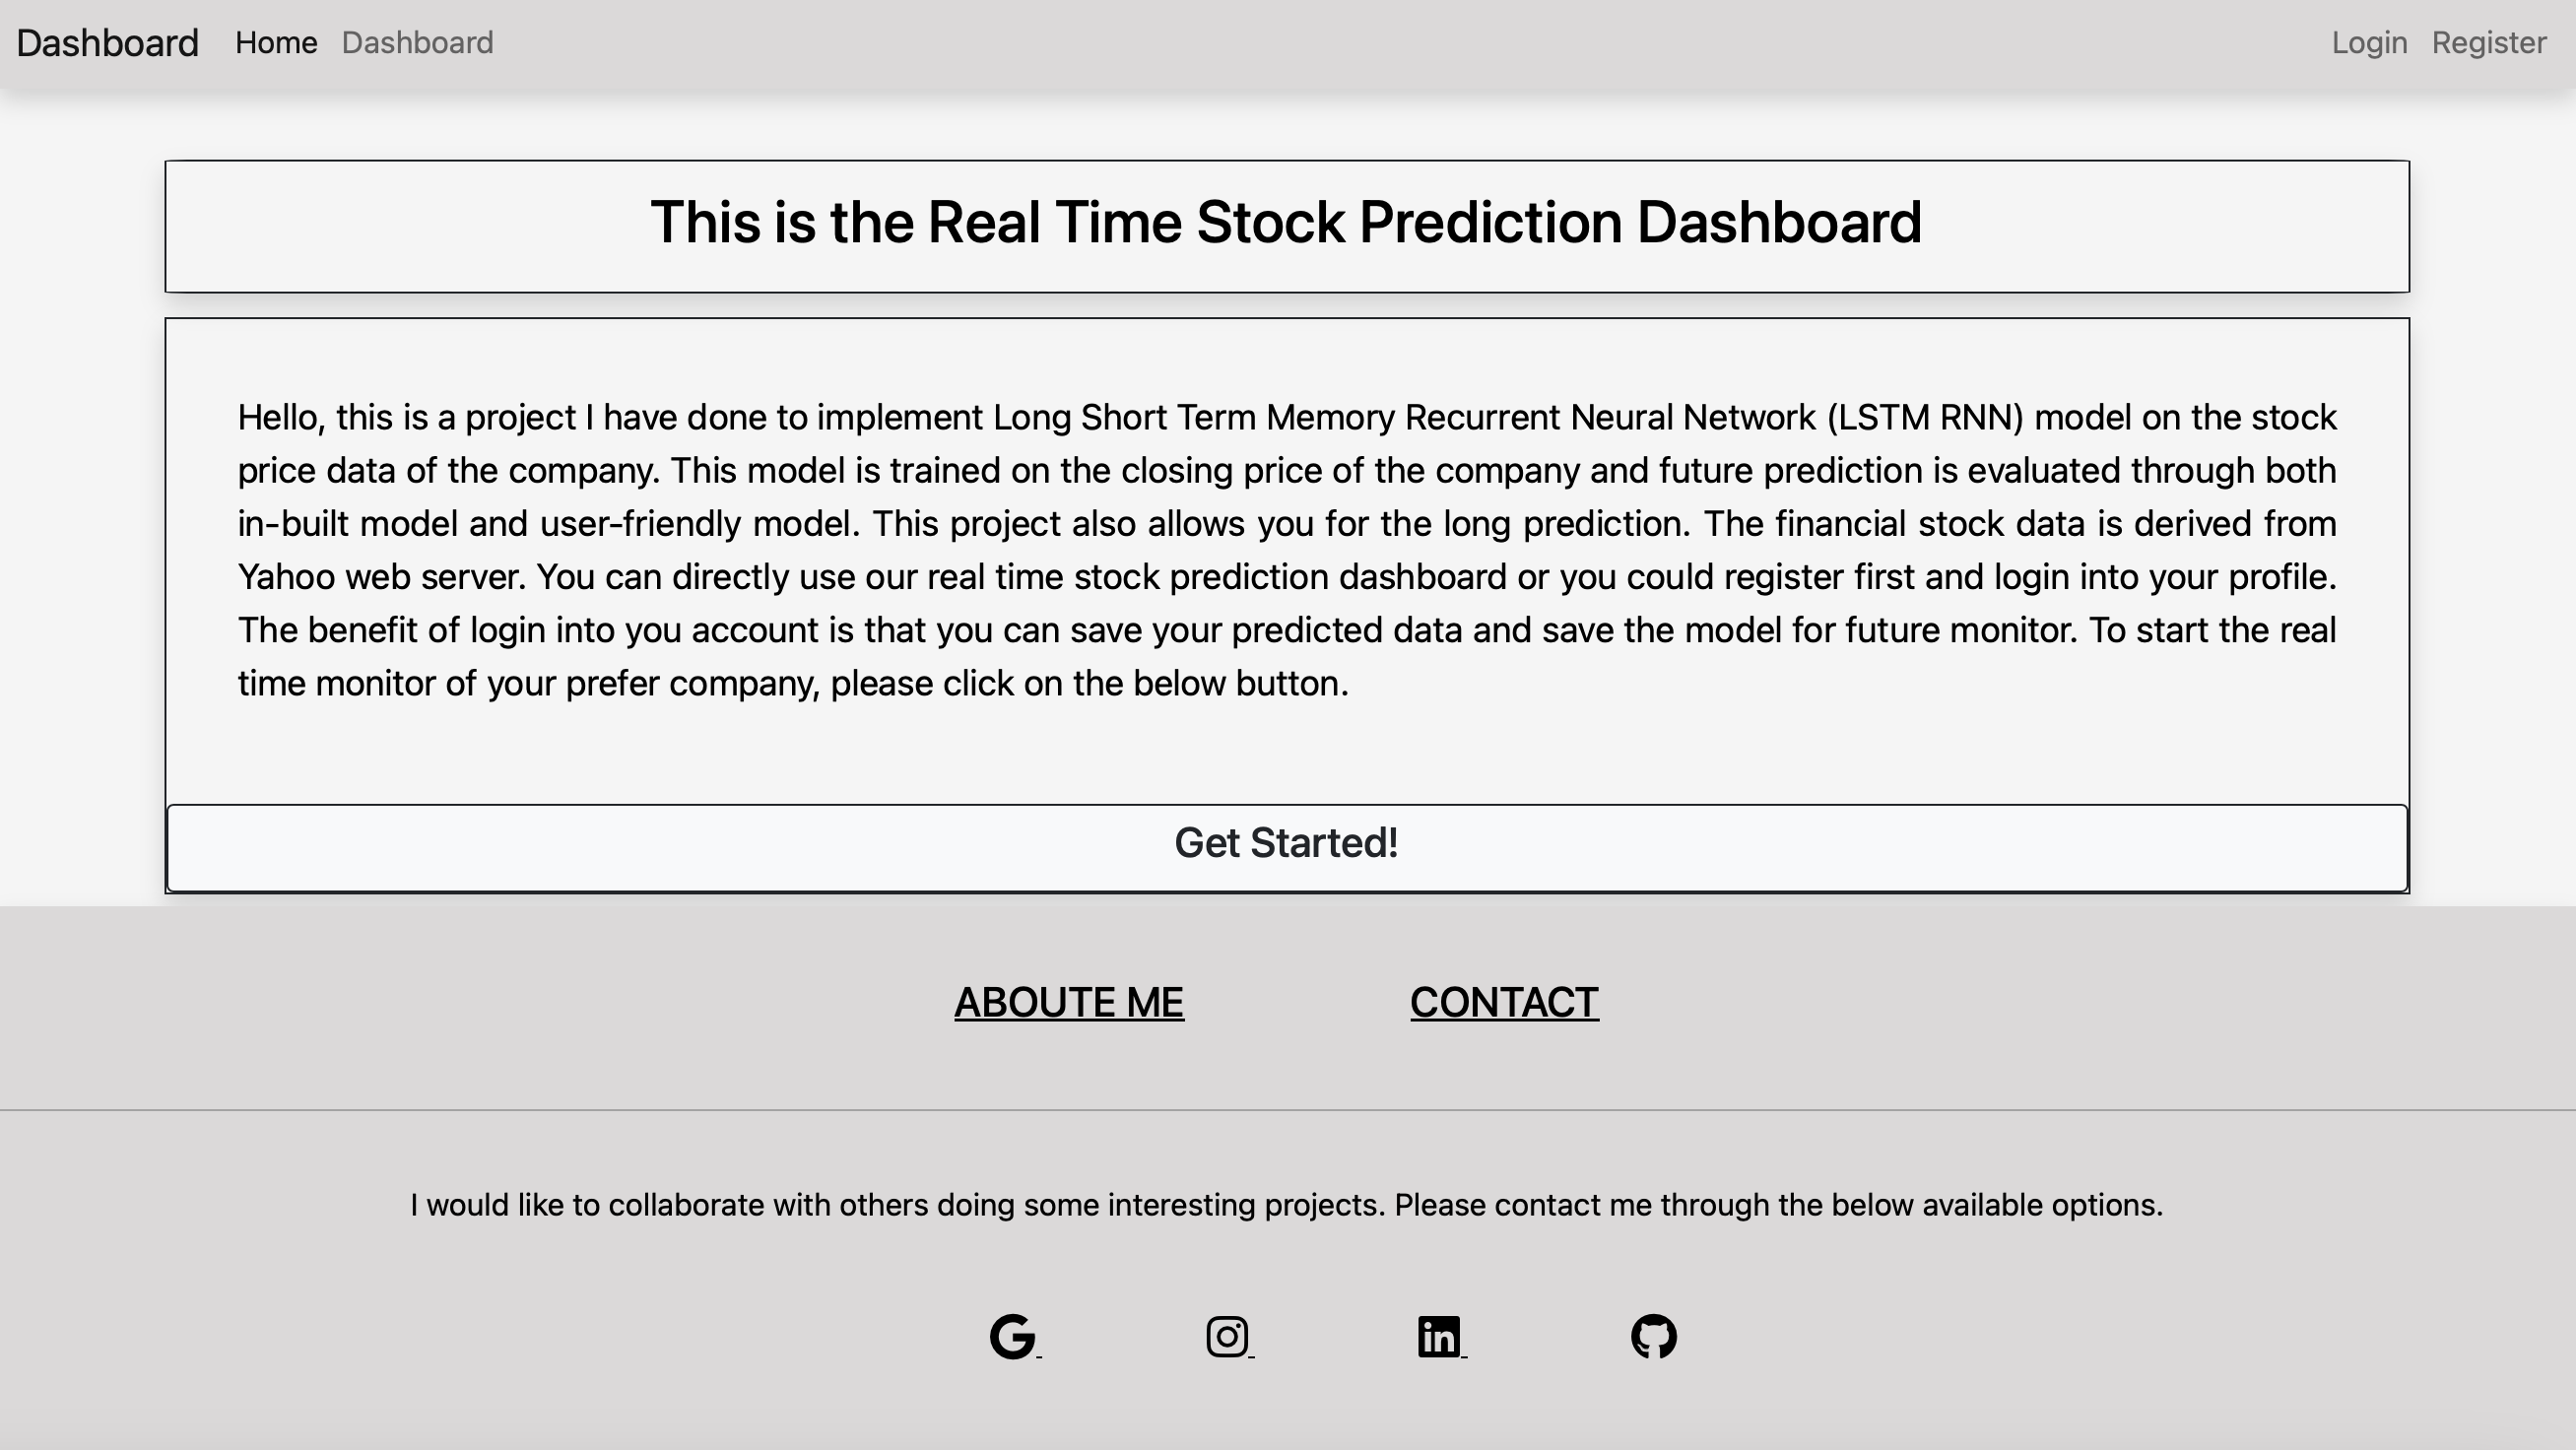 Dashboard Home Dashboard Login Register
This is the Real Time Stock Prediction Dashboard
Hello, this is a project I have done to implement Long Short Term Memory Recurrent Neural Network (LSTM RNN) model on the stock
price data of the company. This model is trained on the closing price of the company and future prediction is evaluated through both
in-built model and user-friendly model. This project also allows you for the long prediction. The financial stock data is derived from
Yahoo web server. You can directly use our real time stock prediction dashboard or you could register first and login into your profile.
The benefit of login into you account is that you can save your predicted data and save the model for future monitor. To start the real
time monitor of your prefer company, please click on the below button.
Get Started!
ABOUTE ME CONTACT
I would like to collaborate with others doing some interesting projects. Please contact me through the below available options.